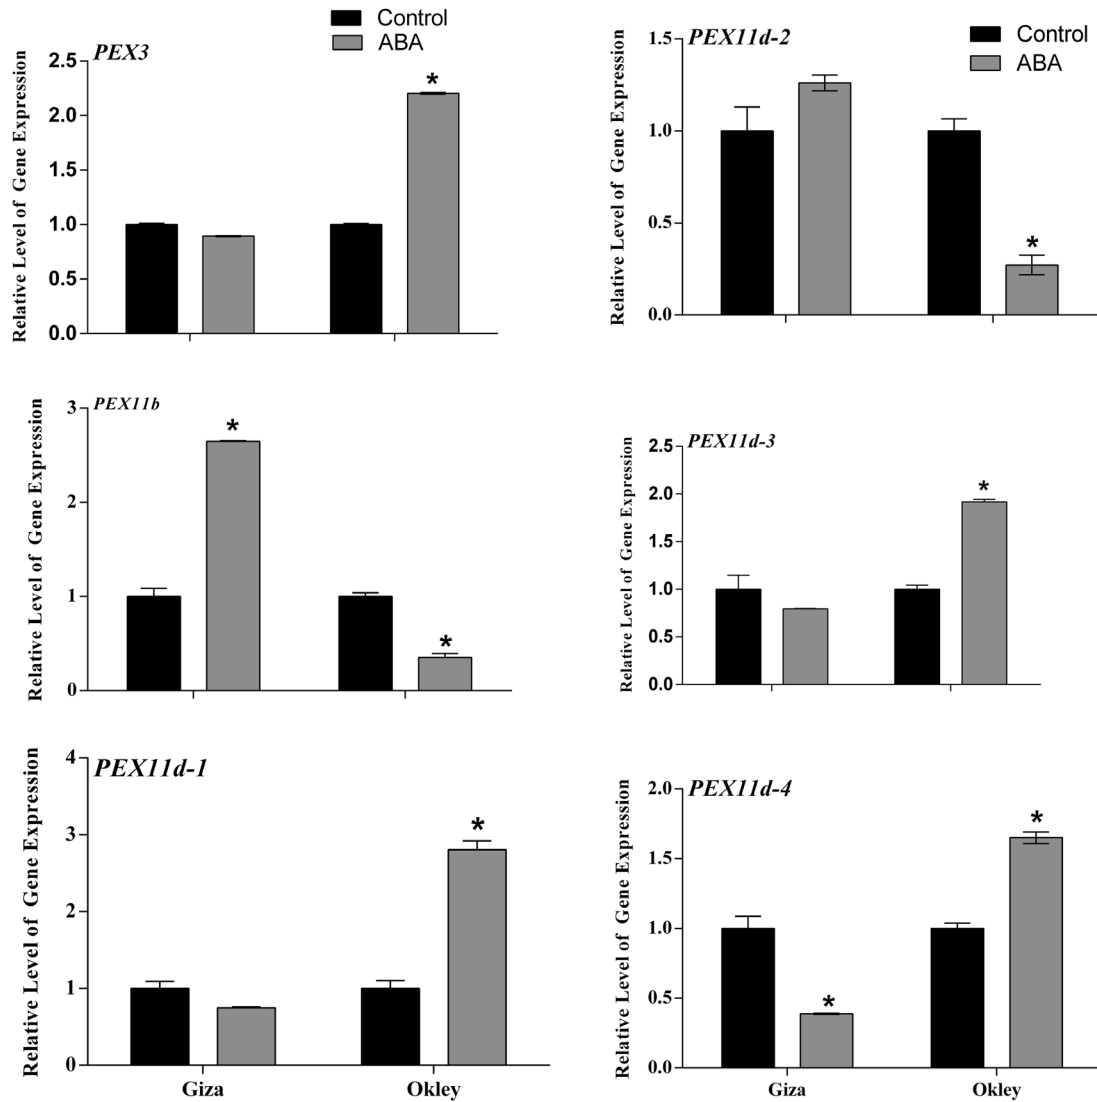 Control
ABA
PEX3
Relative Level of Gene Expression
2.5
2.0
1.5
1.0
0.5
0.0
*
Control
ABA
PEX11d-2
Relative Level of Gene Expression
1.5
1.0
0.5
0.0
*
PEX11b
Relative Level of Gene Expression
3
2
1
0
*
*
PEX11d-3
Relative Level of Gene Expression
2.5
2.0
1.5
1.0
0.5
0.0
*
PEX11d-1
Relative Level of Gene Expression
4
3
2
1
0
*
Giza Okley
PEX11d-4
Relative Level of Gene Expression
2.0
1.5
1.0
0.5
0.0
*
*
Giza Okley